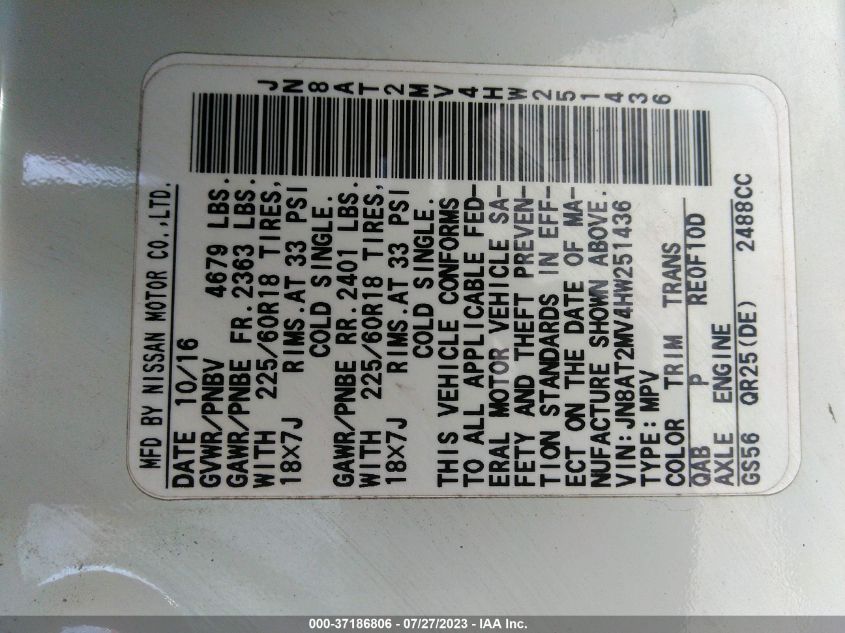 JN8AT2MV4HW251436
MFD BY NISSAN MOTOR CO.,LTD.
DATE 10/16
GVWR/PNBV 4679 LBS.
GAWR/PNBE FR. 2363 LBS.
WITH 225/60R18 TIRES,
18×7J RIMS.AT 33 PSI
COLD SINGLE.
GAWR/PNBE RR. 2401 LBS.
WITH 225/60R18 TIRES,
18×7J RIMS.AT 33 PSI
COLD SINGLE.
THIS VEHICLE CONFORMS
TO ALL APPLICABLE FED-
ERAL MOTOR VEHICLE SA-
FETY AND THEFT PREVEN-
TION STANDARDS IN EFF-
ECT ON THE DATE OF MA-
NUFACTURE SHOWN ABOVE.
VIN:JN8AT2MV4HW251436
TYPE:MPV
COLOR TRIM TRANS
QAB P RE0F10D
AXLE ENGINE
GS56 QR25(DE) 2488CC
000-37186806 - 07/27/2023 - IAA Inc.